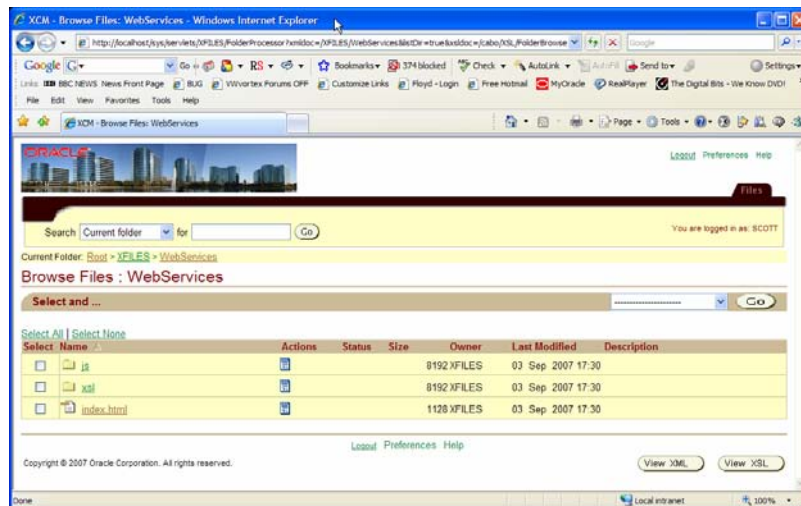 XCM - Browse Files: WebServices - Windows Internet Explorer
http://localhost/sys/servlets/XFILES/FolderProcessor?xmldoc=/XFILES/WebServices&listDir=true&xsldoc=/cabo/XSL/FolderBrowse
Google
Google G Go RS Bookmarks 374 blocked Check AutoLink AutoFill Send to Settings
Links BBC NEWS News Front Page BUG VWvortex Forums OFF Customize Links Floyd - Login Free Hotmail MyOracle RealPlayer The Digital Bits - We Know DVD!
File Edit View Favorites Tools Help
XCM - Browse Files: WebServices Page Tools
ORACLE
Logout Preferences Help
Files
Search Current folder for Go
You are logged in as: SCOTT
Current Folder: Root > XFILES > WebServices
Browse Files : WebServices
Select and ... -------------------- Go
Select All | Select None
Select Name Actions Status Size Owner Last Modified Description
js 8192 XFILES 03 Sep 2007 17:30
xsl 8192 XFILES 03 Sep 2007 17:30
index.html 1128 XFILES 03 Sep 2007 17:30
Logout Preferences Help
Copyright © 2007 Oracle Corporation. All rights reserved.
View XML View XSL
Done Local intranet 100%